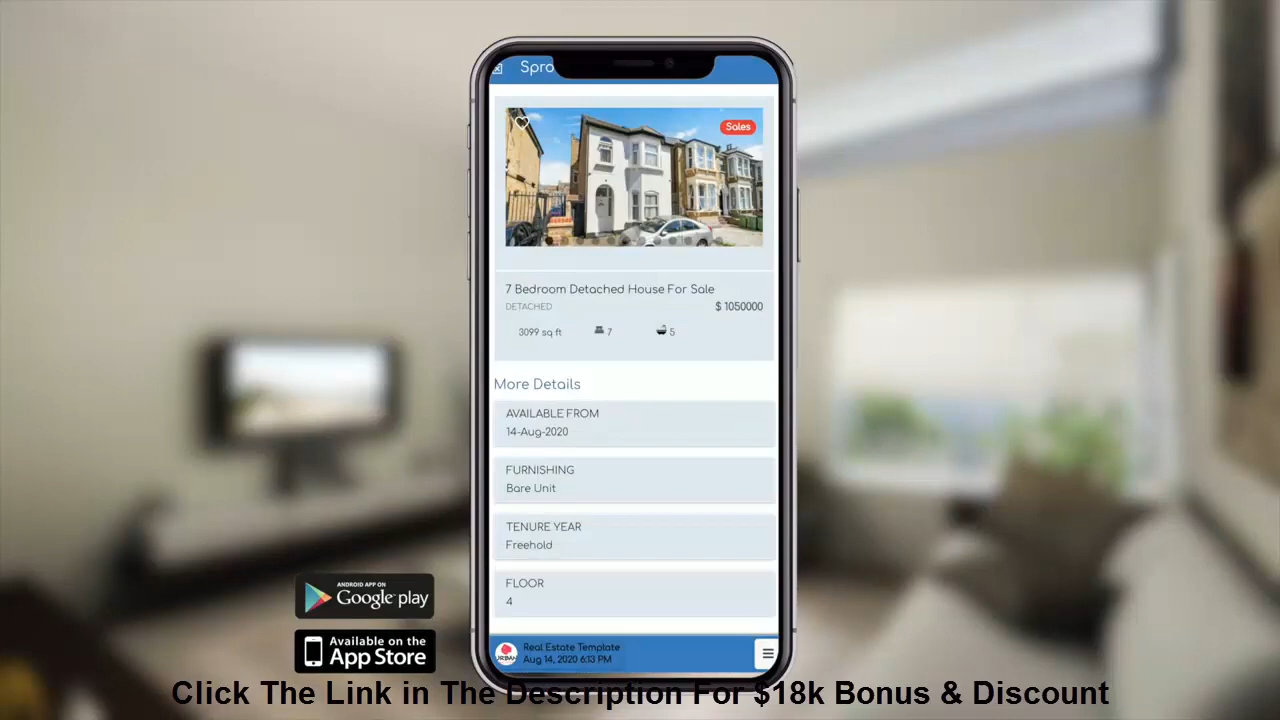 Spro
Sales
7 Bedroom Detached House For Sale
DETACHED
$ 1050000
3099 sq ft
7
5
More Details
AVAILABLE FROM
14-Aug-2020
FURNISHING
Bare Unit
TENURE YEAR
Freehold
FLOOR
4
Real Estate Template
Aug 14, 2020 6:13 PM
URBAN
ANDROID APP ON
Google play
Available on the
App Store
Click The Link in The Description For $18k Bonus & Discount